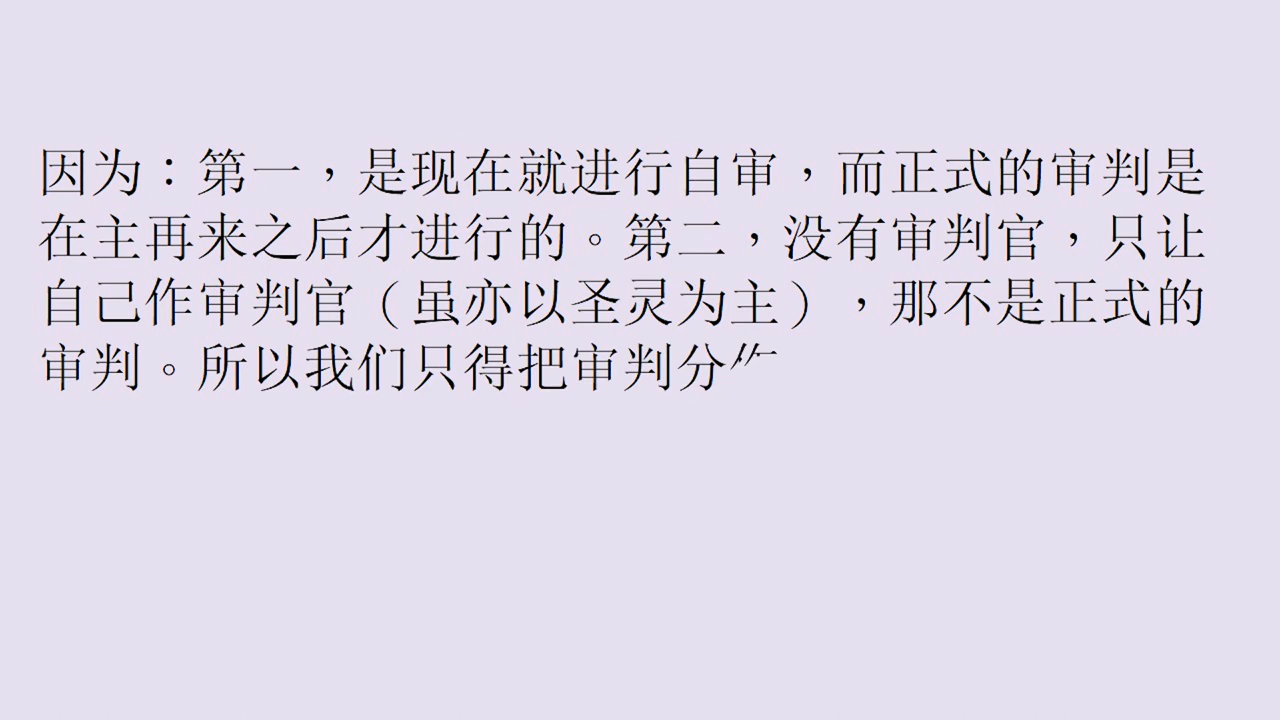 因为：第一，是现在就进行自审，而正式的审判是
在主再来之后才进行的。第二，没有审判官，只让
自己作审判官（虽亦以圣灵为主），那不是正式的
审判。所以我们只得把审判分